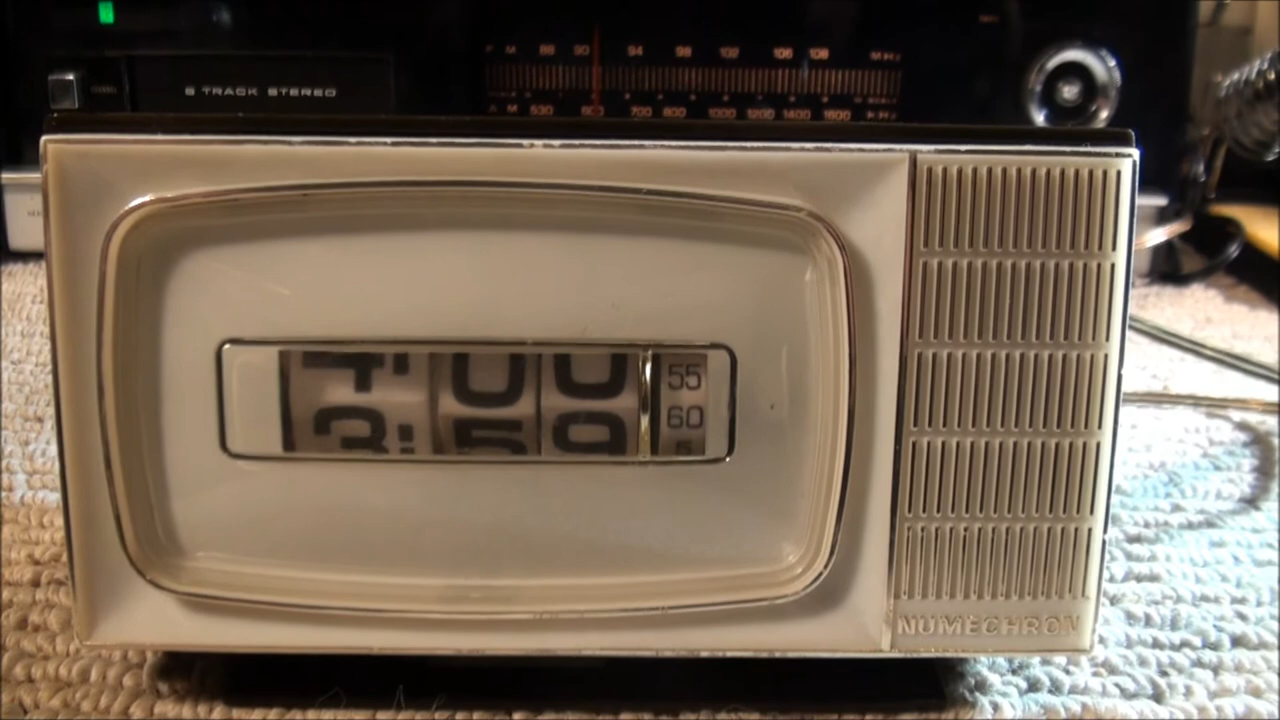 8 TRACK STEREO
FM 88 90 94 98 102 106 108 MHz
AM 530 600 700 800 1000 1200 1400 1600 KHz
4: 00 55
3: 59 60
5
NUMECHRON